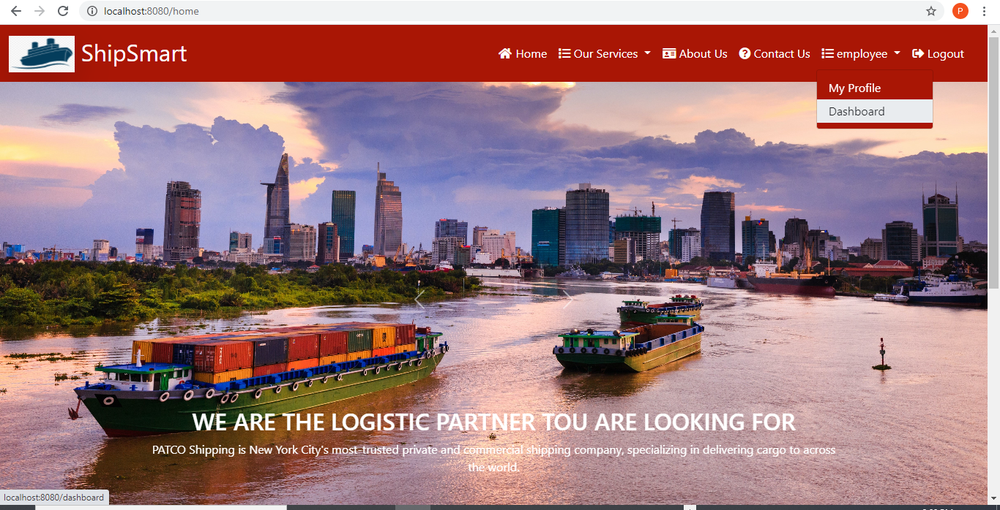 localhost:8080/home
P
ShipSmart
Home Our Services About Us Contact Us employee Logout
My Profile
Dashboard
WE ARE THE LOGISTIC PARTNER TOU ARE LOOKING FOR
PATCO Shipping is New York City's most-trusted private and commercial shipping company, specializing in delivering cargo to across
the world.
localhost:8080/dashboard